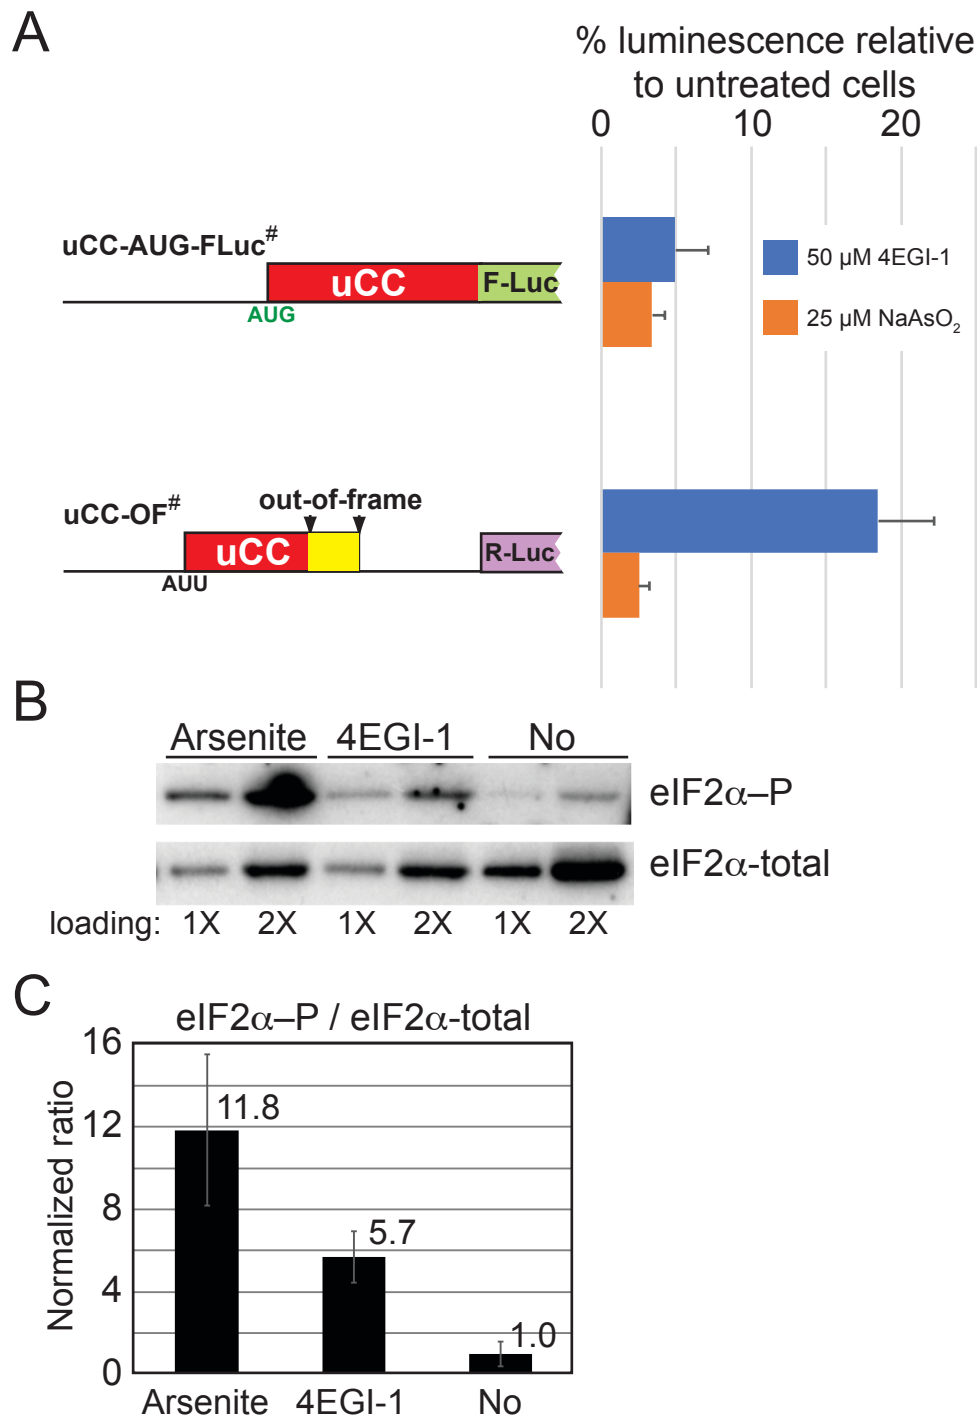 A
% luminescence relative
to untreated cells
0 10 20
uCC-AUG-FLuc#
uCC F-Luc
AUG
50 µM 4EGI-1
25 µM NaAsO₂
out-of-frame
uCC-OF#
uCC R-Luc
AUU
B
Arsenite 4EGI-1 No
eIF2α–P
eIF2α-total
loading: 1X 2X 1X 2X 1X 2X
C
eIF2α–P / eIF2α-total
Normalized ratio
16
12
8
4
0
11.8
5.7
1.0
Arsenite 4EGI-1 No